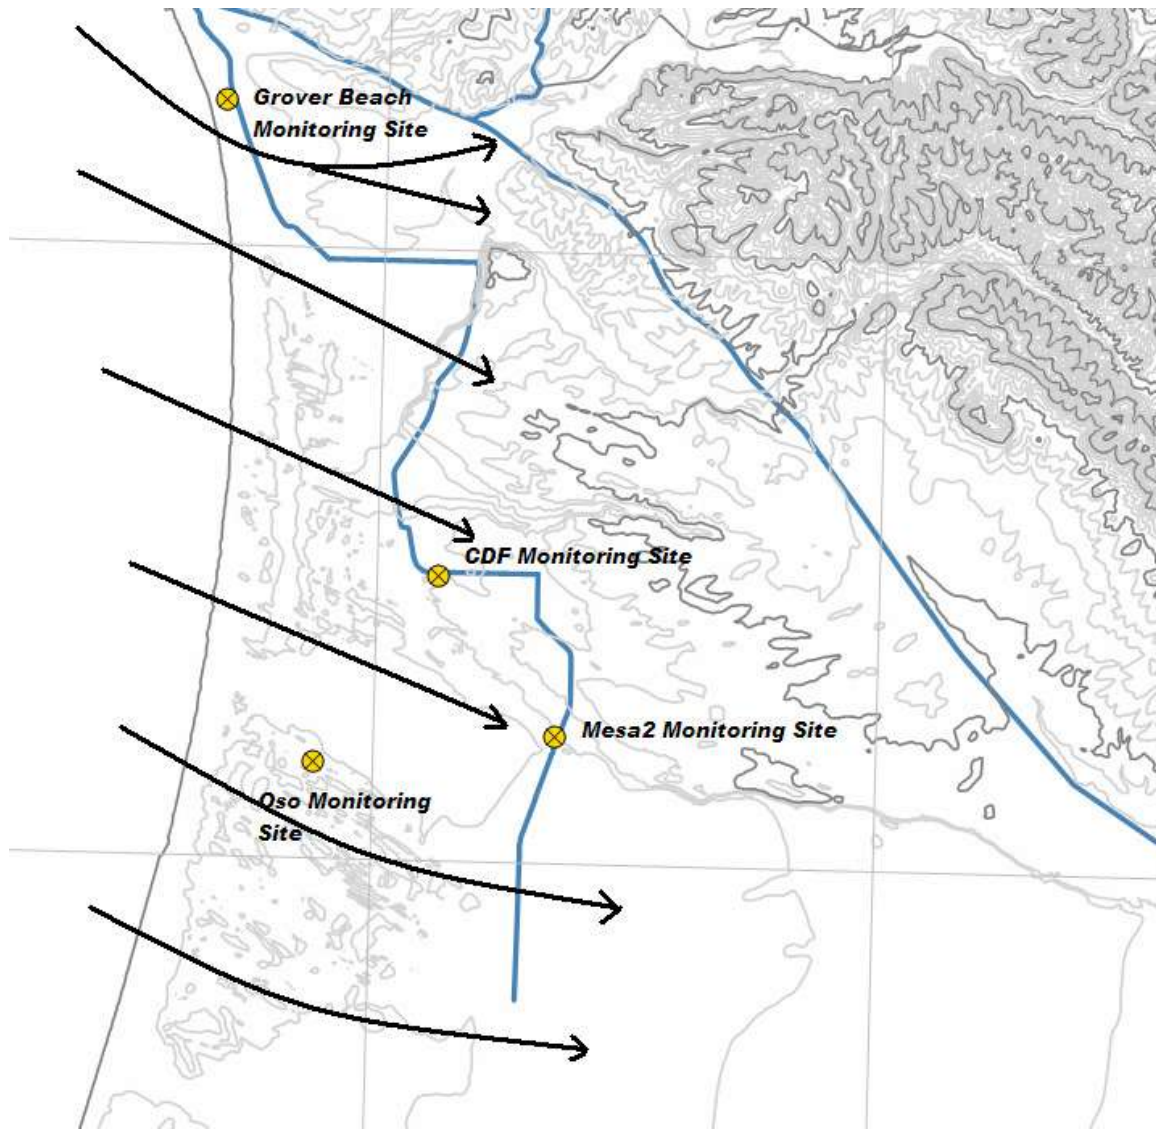 Grover Beach
Monitoring Site
CDF Monitoring Site
Mesa2 Monitoring Site
Oso Monitoring
Site